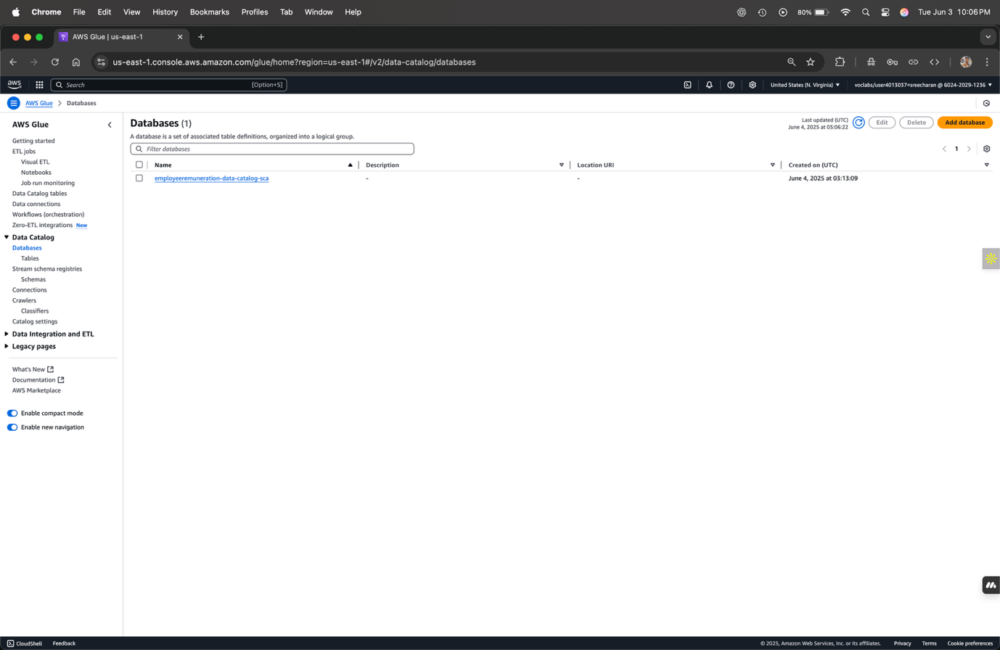 Chrome File Edit View History Bookmarks Profiles Tab Window Help 80% Tue Jun 3 10:06 PM
AWS Glue | us-east-1
us-east-1.console.aws.amazon.com/glue/home?region=us-east-1#/v2/data-catalog/databases
aws Search [Option+S] United States (N. Virginia) voclabs/user4013037=sreecharan @ 6024-2029-1236
AWS Glue Databases
AWS Glue
Getting started
ETL jobs
Visual ETL
Notebooks
Job run monitoring
Data Catalog tables
Data connections
Workflows (orchestration)
Zero-ETL integrations New
Data Catalog
Databases
Tables
Stream schema registries
Schemas
Connections
Crawlers
Classifiers
Catalog settings
Data Integration and ETL
Legacy pages
What's New
Documentation
AWS Marketplace
Enable compact mode
Enable new navigation
Databases (1)
Last updated (UTC)
June 4, 2025 at 05:06:22
Edit Delete Add database
A database is a set of associated table definitions, organized into a logical group.
Filter databases
1
Name Description Location URI Created on (UTC)
employeeremuneration-data-catalog-sca - - June 4, 2025 at 03:13:09
CloudShell Feedback © 2025, Amazon Web Services, Inc. or its affiliates. Privacy Terms Cookie preferences